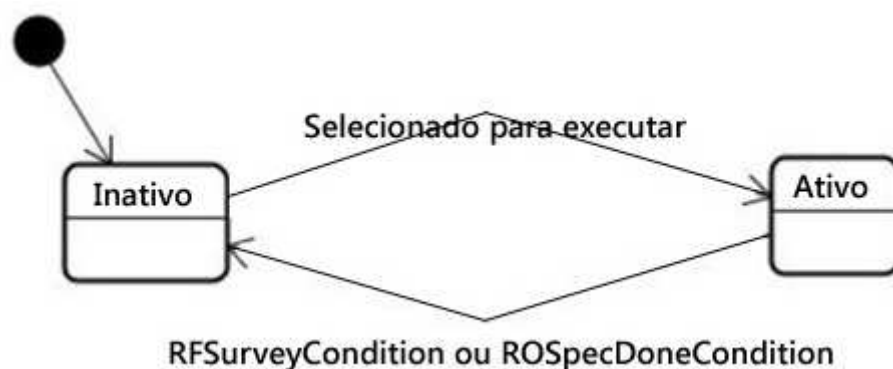 Selecionado para executar
Inativo
Ativo
RFSurveyCondition ou ROSpecDoneCondition